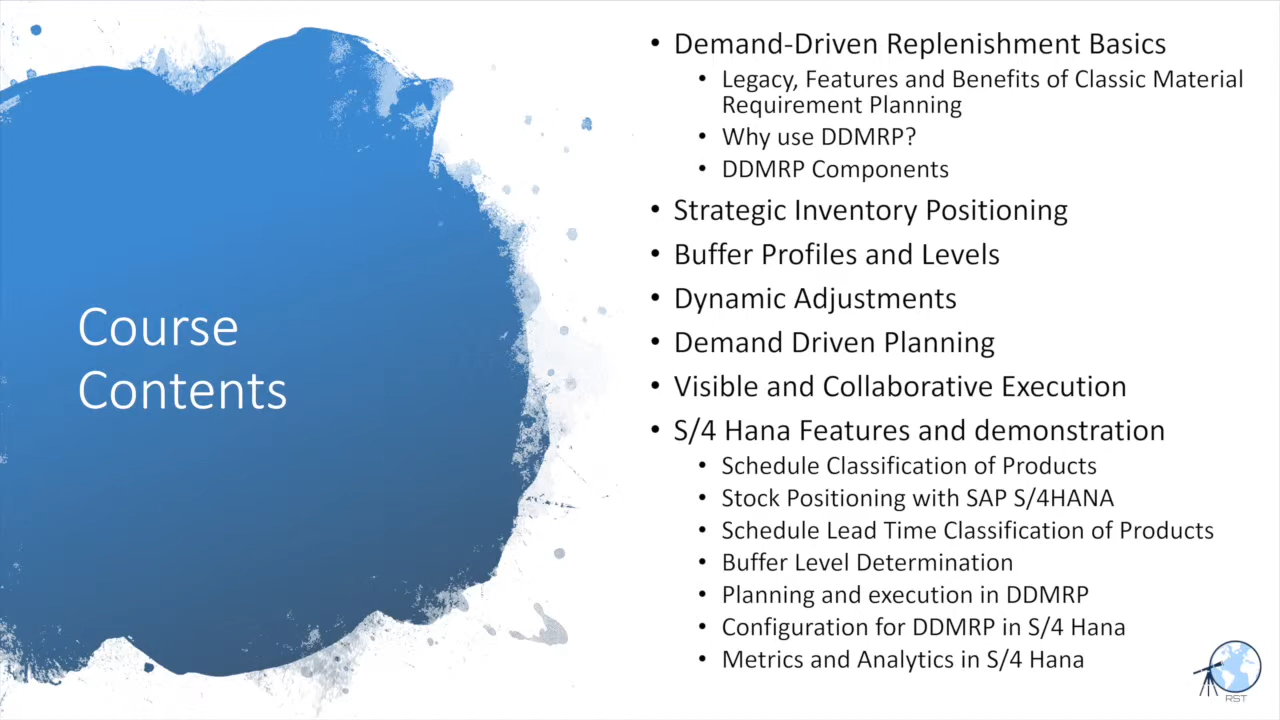 Course
Contents
• Demand-Driven Replenishment Basics
• Legacy, Features and Benefits of Classic Material
Requirement Planning
• Why use DDMRP?
• DDMRP Components
• Strategic Inventory Positioning
• Buffer Profiles and Levels
• Dynamic Adjustments
• Demand Driven Planning
• Visible and Collaborative Execution
• S/4 Hana Features and demonstration
• Schedule Classification of Products
• Stock Positioning with SAP S/4HANA
• Schedule Lead Time Classification of Products
• Buffer Level Determination
• Planning and execution in DDMRP
• Configuration for DDMRP in S/4 Hana
• Metrics and Analytics in S/4 Hana
RST